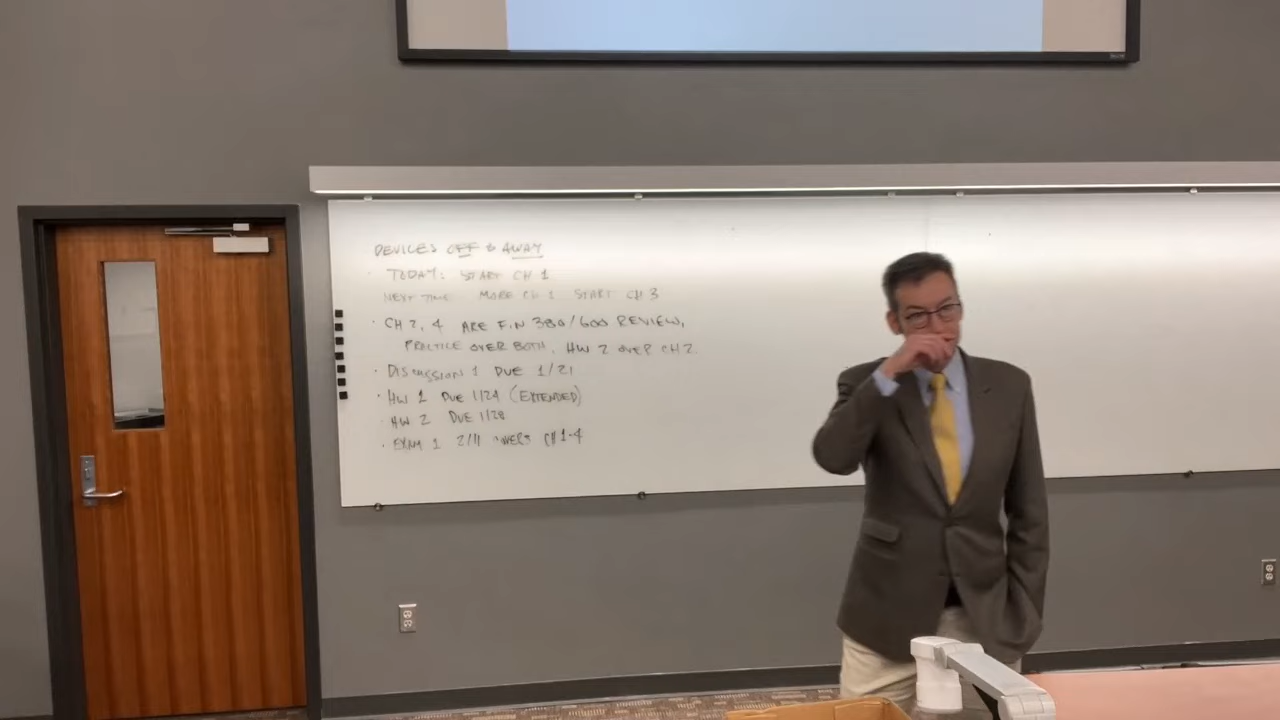 DEVICES OFF & AWAY
· TODAY: START CH 1
NEXT TIME MORE CH 1 START CH 3
· CH 2, 4 ARE FIN 380/600 REVIEW,
PRACTICE OVER BOTH, HW 2 OVER CH 2.
· DISCUSSION 1 DUE 1/21
· HW 1 DUE 1/24 (EXTENDED)
· HW 2 DUE 1/28
· EXAM 1 2/11 COVERS CH 1-4